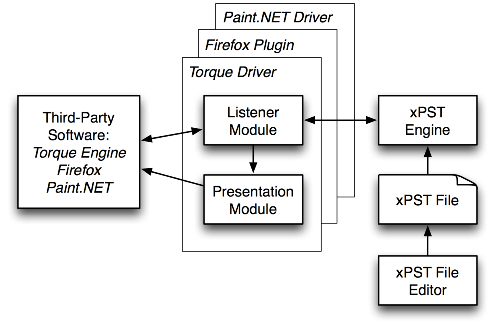 Paint.NET Driver
Firefox Plugin
Torque Driver
Third-Party
Software:
Torque Engine
Firefox
Paint.NET
Listener
Module
Presentation
Module
xPST
Engine
xPST File
xPST File
Editor